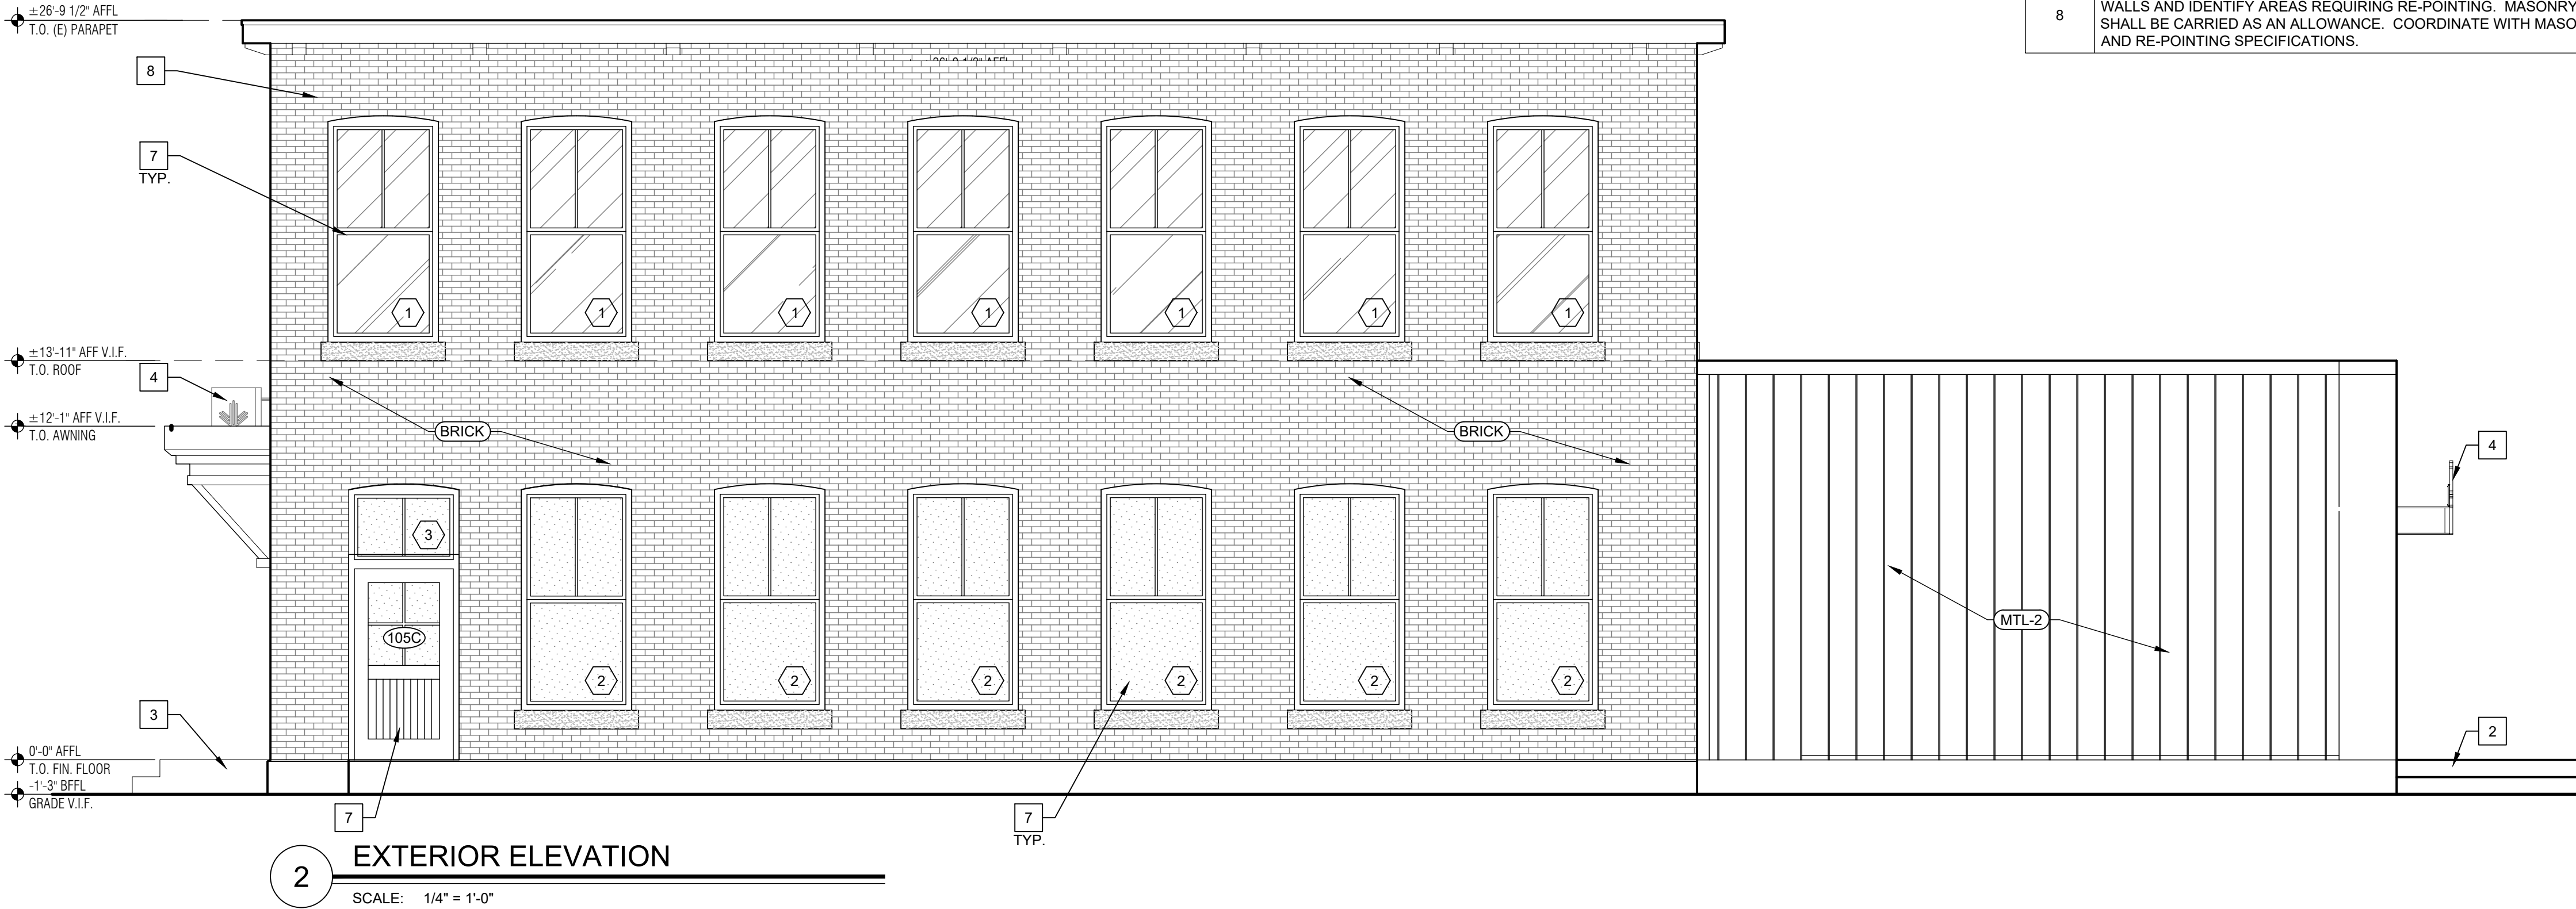 ±26'-9 1/2" AFFL
T.O. (E) PARAPET
8
WALLS AND IDENTIFY AREAS REQUIRING RE-POINTING. MASONRY
SHALL BE CARRIED AS AN ALLOWANCE. COORDINATE WITH MASO
AND RE-POINTING SPECIFICATIONS.
8
7
TYP.
1
1
1
1
1
1
1
±13'-11" AFF V.I.F.
T.O. ROOF
4
±12'-1" AFF V.I.F.
T.O. AWNING
BRICK
BRICK
4
3
105C
MTL-2
2
2
2
2
2
2
3
2
0'-0" AFFL
T.O. FIN. FLOOR
-1'-3" BFFL
GRADE V.I.F.
7
7
TYP.
2
EXTERIOR ELEVATION
SCALE: 1/4" = 1'-0"